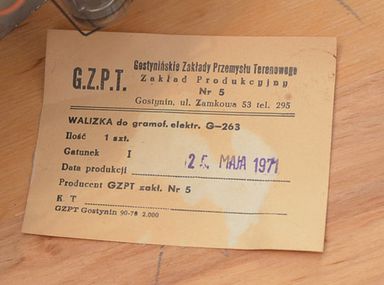 G.Z.P.T.
Gostynińskie Zakłady Przemysłu Terenowego
Zakład Produkcyjny
Nr 5
Gostynin, ul. Zamkowa 53 tel. 295
WALIZKA do gramof. elektr. G—263
Ilość 1 szt.
Gatunek I
Data produkcji 25. MAJA 1971
Producent GZPT zakł. Nr 5
K T
GZPT Gostynin 90-78 2.000